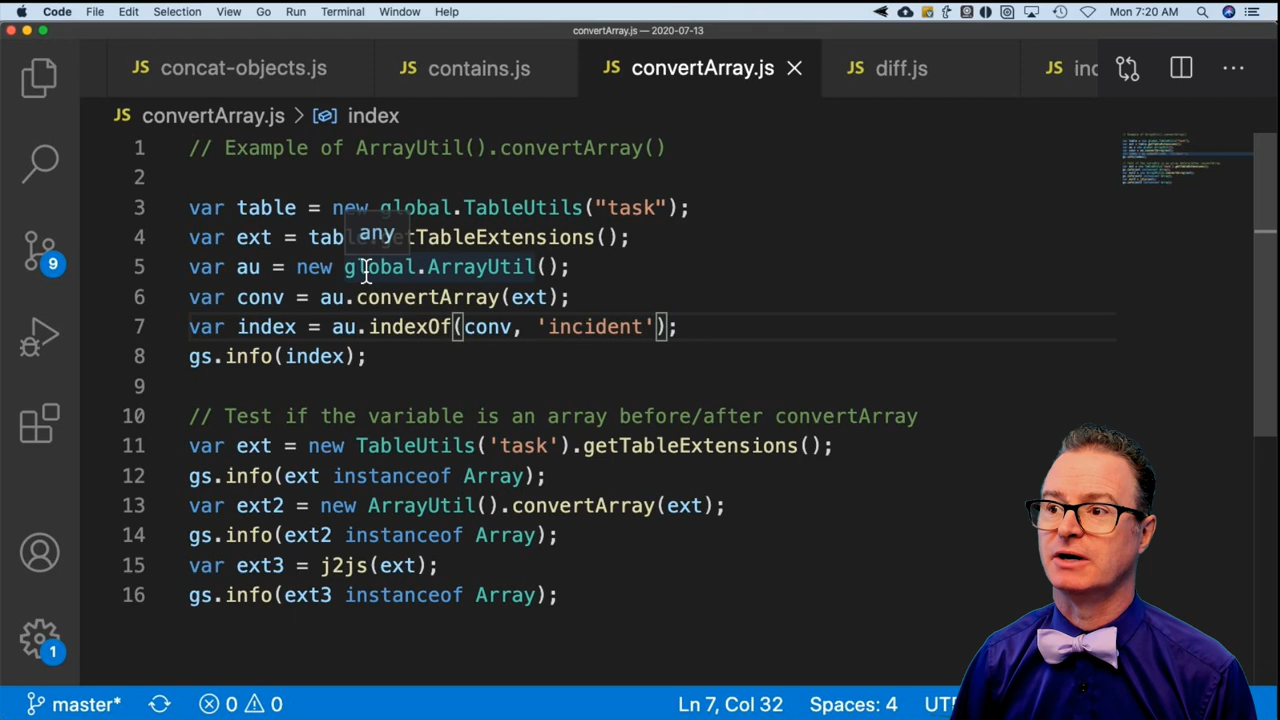 Code File Edit Selection View Go Run Terminal Window Help Mon 7:20 AM
convertArray.js — 2020-07-13
JS concat-objects.js JS contains.js JS convertArray.js JS diff.js JS
JS convertArray.js > index
1 // Example of ArrayUtil().convertArray()
2
3 var table = new global.TableUtils("task");
any
4 var ext = TableExtensions();
5 var au = new global.ArrayUtil();
6 var conv = au.convertArray(ext);
7 var index = au.indexOf(conv, 'incident');
8 gs.info(index);
9
10 // Test if the variable is an array before/after convertArray
11 var ext = new TableUtils('task').getTableExtensions();
12 gs.info(ext instanceof Array);
13 var ext2 = new ArrayUtil().convertArray(ext);
14 gs.info(ext2 instanceof Array);
15 var ext3 = j2js(ext);
16 gs.info(ext3 instanceof Array);
9
1
master* 0 0 Ln 7, Col 32 Spaces: 4